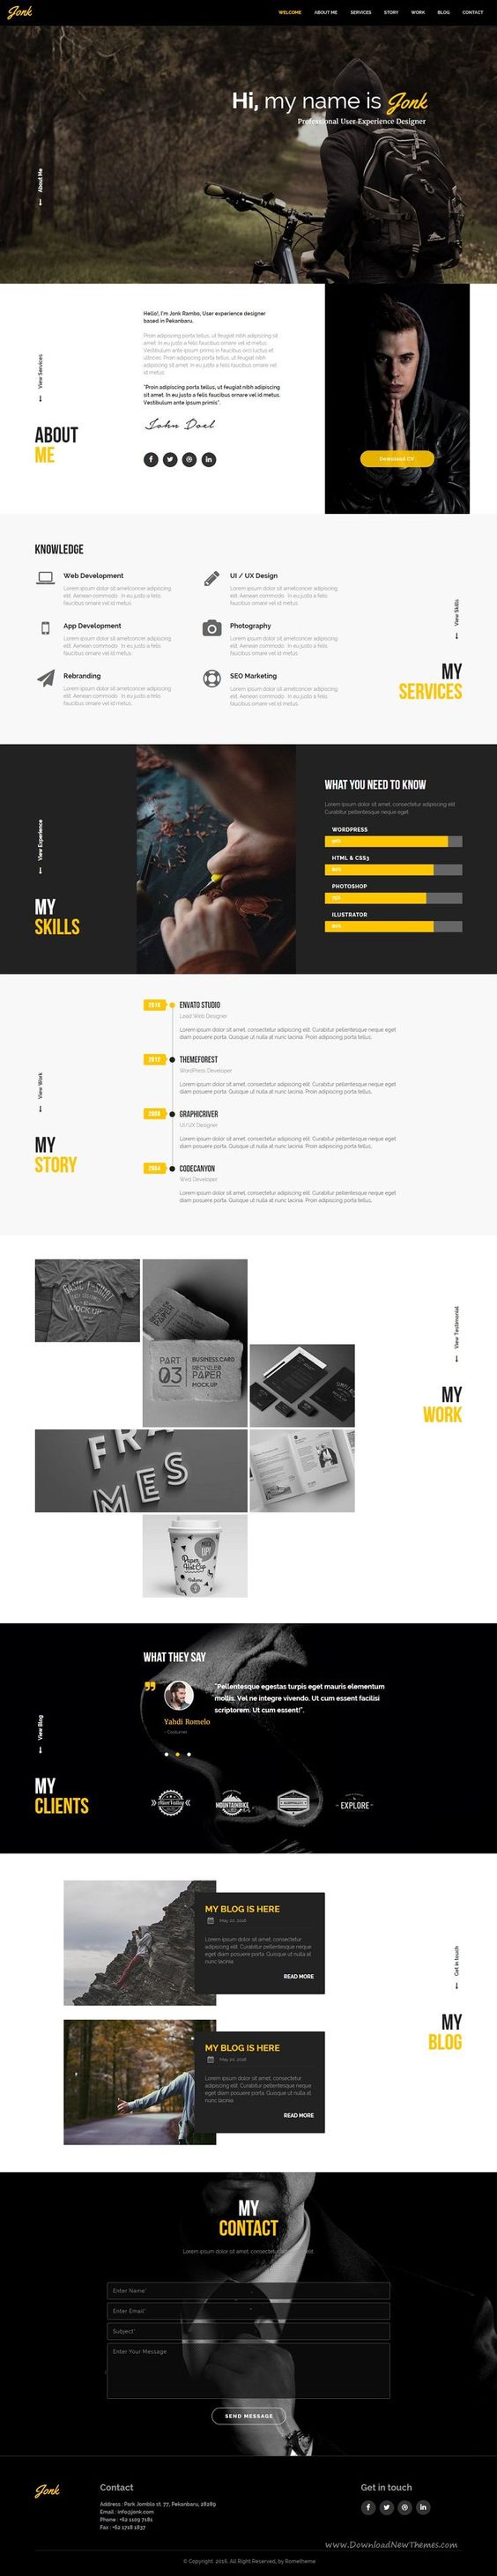 Jonk
WELCOME ABOUT ME SERVICES STORY WORK BLOG CONTACT
Hi, my name is Jonk
Professional User Experience Designer
About Me
Hello!, I'm Jonk Rambo, User experience designer
based in Pekanbaru.
Proin adipiscing porta tellus, ut feugiat nibh adipiscing sit
amet. In eu justo a felis faucibus ornare vel id metus.
Vestibulum ante ipsum primis in faucibus orci luctus et
ultrices. Proin adipiscing porta tellus, ut feugiat nibh
adipiscing sit amet. In eu justo a felis faucibus ornare vel
id metus.
"Proin adipiscing porta tellus, ut feugiat nibh adipiscing
sit amet. In eu justo a felis faucibus ornare vel id metus.
Vestibulum ante ipsum primis".
John Doel
View Services
ABOUT
ME
Download CV
KNOWLEDGE
Web Development
Lorem ipsum dolor sit ametconcer adipiscing
elit. Aenean commodo. In eu justo a felis
faucibus ornare vel id metus.
UI / UX Design
Lorem ipsum dolor sit ametconcer adipiscing
elit. Aenean commodo. In eu justo a felis
faucibus ornare vel id metus.
App Development
Lorem ipsum dolor sit ametconcer adipiscing
elit. Aenean commodo. In eu justo a felis
faucibus ornare vel id metus.
Photography
Lorem ipsum dolor sit ametconcer adipiscing
elit. Aenean commodo. In eu justo a felis
faucibus ornare vel id metus.
Rebranding
Lorem ipsum dolor sit ametconcer adipiscing
elit. Aenean commodo. In eu justo a felis
faucibus ornare vel id metus.
SEO Marketing
Lorem ipsum dolor sit ametconcer adipiscing
elit. Aenean commodo. In eu justo a felis
faucibus ornare vel id metus.
View Skills
MY
SERVICES
View Experience
MY
SKILLS
WHAT YOU NEED TO KNOW
Lorem ipsum dolor sit amet, consectetur adipiscing elit.
Curabitur pellentesque neque eget
WORDPRESS
HTML & CSS3
PHOTOSHOP
ILUSTRATOR
View Work
MY
STORY
2016 ENVATO STUDIO
Lead Web Designer
Lorem ipsum dolor sit amet, consectetur adipiscing elit. Curabitur pellentesque neque eget
diam posuere porta. Quisque ut nulla at nunc lacinia. Proin adipiscing porta tellus.
2012 THEMEFOREST
WordPress Developer
Lorem ipsum dolor sit amet, consectetur adipiscing elit. Curabitur pellentesque neque eget
diam posuere porta. Quisque ut nulla at nunc lacinia. Proin adipiscing porta tellus.
2008 GRAPHICRIVER
UI/UX Designer
Lorem ipsum dolor sit amet, consectetur adipiscing elit. Curabitur pellentesque neque eget
diam posuere porta. Quisque ut nulla at nunc lacinia. Proin adipiscing porta tellus.
2004 CODECANYON
Wed Developer
Lorem ipsum dolor sit amet, consectetur adipiscing elit. Curabitur pellentesque neque eget
diam posuere porta. Quisque ut nulla at nunc lacinia. Proin adipiscing porta tellus.
BASIC T-SHIRT
MOCK UP
RECYCLED
PAPER
PART
03
BUSINESS CARD
RECYCLED
PAPER
MOCK.UP
FRA
MES
MOCK
UP!
Paper
Hot Cup
Volume
View Testimonial
MY
WORK
WHAT THEY SAY
"Pellentesque egestas turpis eget mauris elementum
mollis. Vel ne integre vivendo. Ut cum essent facilisi
scriptorem. Ut cum essent!".
Yahdi Romelo
- Costumer
View Blog
MY
CLIENTS
MOUNTAINBIKE
- EXPLORE -
MY BLOG IS HERE
May 20, 2016
Lorem ipsum dolor sit amet, consectetur
adipiscing elit. Curabitur pellentesque neque
eget diam posuere porta. Quisque ut nulla at
nunc lacinia.
READ MORE
MY BLOG IS HERE
May 10, 2016
Lorem ipsum dolor sit amet, consectetur
adipiscing elit. Curabitur pellentesque neque
eget diam posuere porta. Quisque ut nulla at
nunc lacinia.
READ MORE
Get in touch
MY
BLOG
MY
CONTACT
Lorem ipsum dolor sit amet, consectetur
Enter Name*
Enter Email*
Subject*
Enter Your Message
SEND MESSAGE
Jonk
Contact
Address : Park Jomblo st. 77, Pekanbaru, 28289
Email : info@jonk.com
Phone : +62 1109 7181
Fax : +62 1718 1837
Get in touch
www.DownloadNewThemes.com
© Copyright 2016. All Right Reserved, by Rometheme